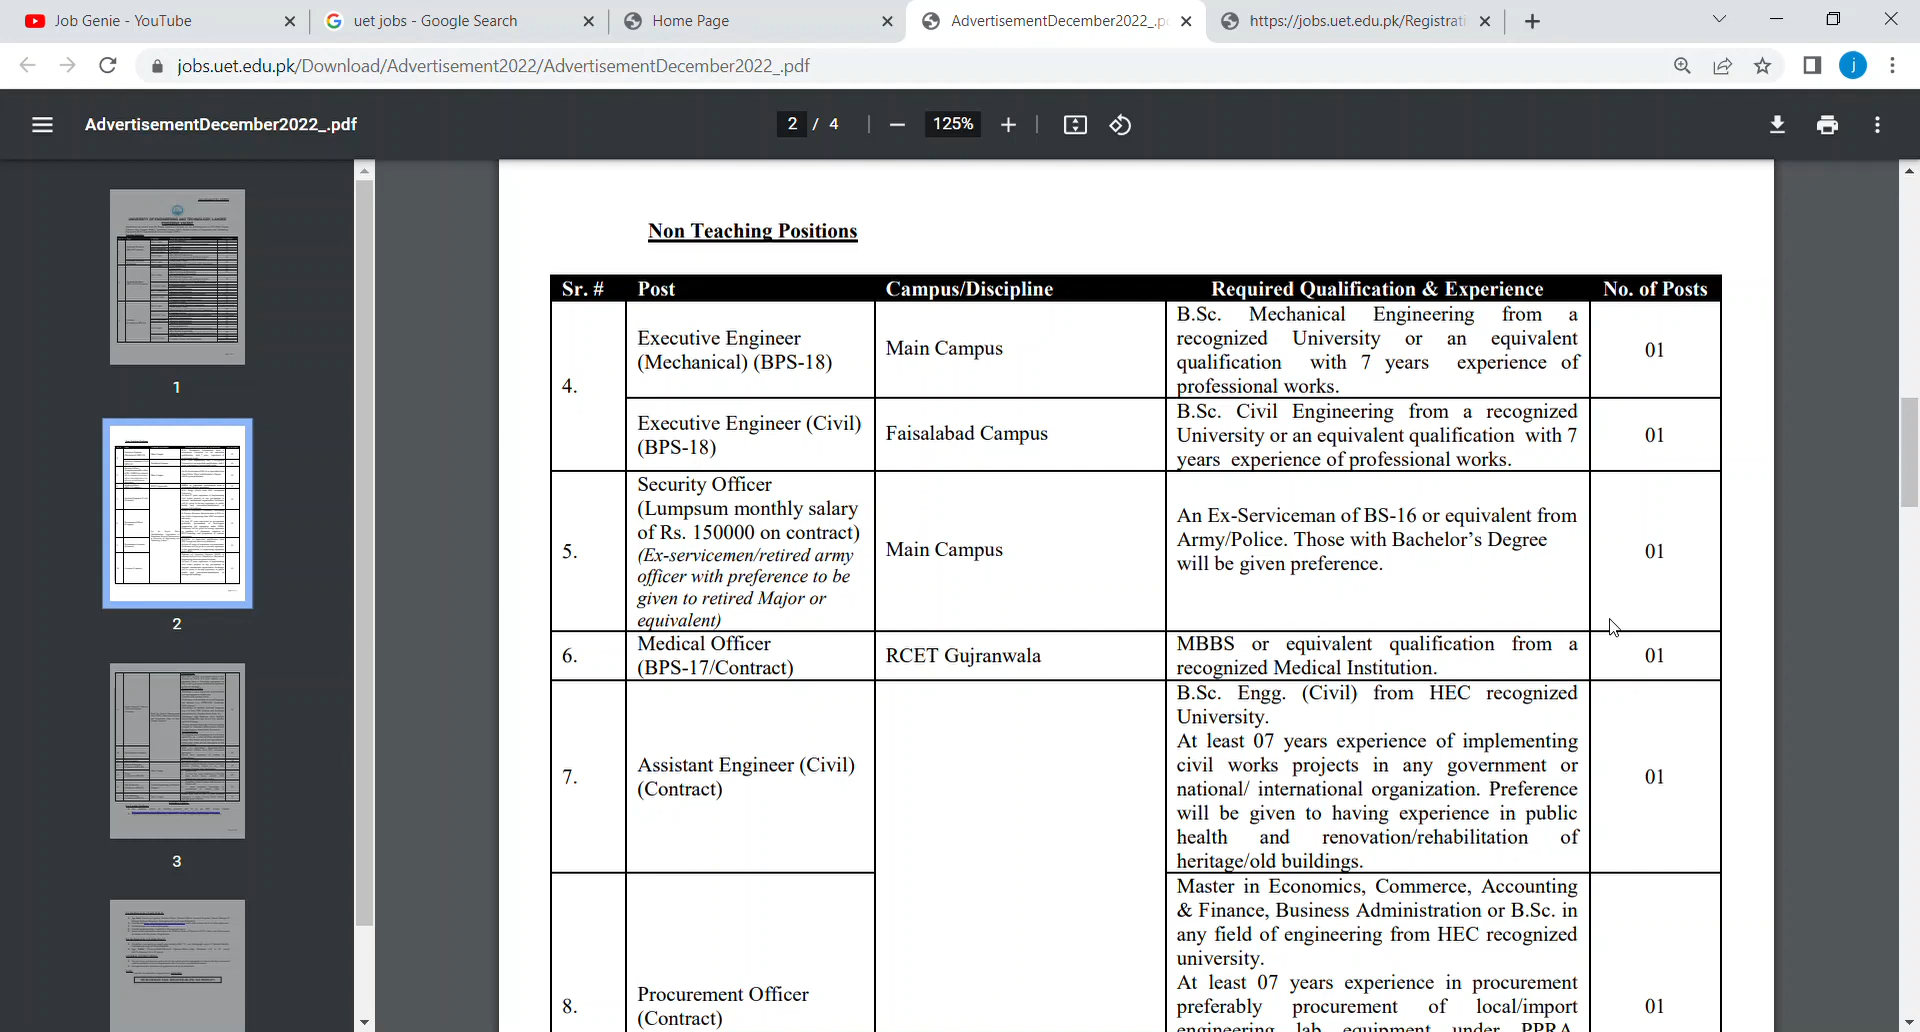 Job Genie - YouTube
uet jobs - Google Search
Home Page
AdvertisementDecember2022_.p
https://jobs.uet.edu.pk/Registrati
jobs.uet.edu.pk/Download/Advertisement2022/AdvertisementDecember2022_.pdf
j
AdvertisementDecember2022_.pdf
2 / 4
125%
1
2
3
Non Teaching Positions
Sr. # Post Campus/Discipline Required Qualification & Experience No. of Posts
4.
Executive Engineer
(Mechanical) (BPS-18)
Main Campus
B.Sc. Mechanical Engineering from a
recognized University or an equivalent
qualification with 7 years experience of
professional works.
01
Executive Engineer (Civil)
(BPS-18)
Faisalabad Campus
B.Sc. Civil Engineering from a recognized
University or an equivalent qualification with 7
years experience of professional works.
01
5.
Security Officer
(Lumpsum monthly salary
of Rs. 150000 on contract)
(Ex-servicemen/retired army
officer with preference to be
given to retired Major or
equivalent)
Main Campus
An Ex-Serviceman of BS-16 or equivalent from
Army/Police. Those with Bachelor's Degree
will be given preference.
01
6.
Medical Officer
(BPS-17/Contract)
RCET Gujranwala
MBBS or equivalent qualification from a
recognized Medical Institution.
01
7.
Assistant Engineer (Civil)
(Contract)
B.Sc. Engg. (Civil) from HEC recognized
University.
At least 07 years experience of implementing
civil works projects in any government or
national/ international organization. Preference
will be given to having experience in public
health and renovation/rehabilitation of
heritage/old buildings.
01
8.
Procurement Officer
(Contract)
Master in Economics, Commerce, Accounting
& Finance, Business Administration or B.Sc. in
any field of engineering from HEC recognized
university.
At least 07 years experience in procurement
preferably procurement of local/import
engineering lab equipment under PPRA
01